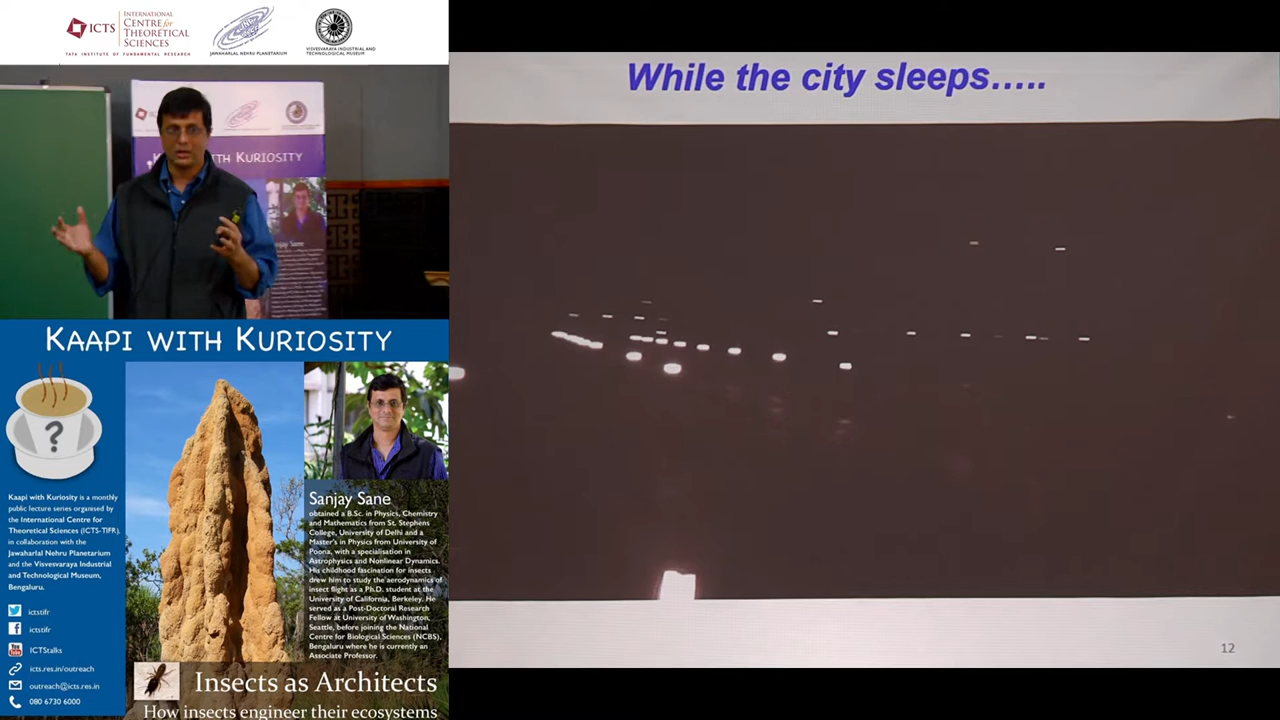 ICTS
INTERNATIONAL
CENTRE for
THEORETICAL
SCIENCES
TATA INSTITUTE OF FUNDAMENTAL RESEARCH
JAWAHARLAL NEHRU PLANETARIUM
VISVESVARAYA INDUSTRIAL AND
TECHNOLOGICAL MUSEUM
WITH KURIOSITY
Sane
KAAPI WITH KURIOSITY
?
Kaapi with Kuriosity is a monthly
public lecture series organised by
the International Centre for
Theoretical Sciences (ICTS-TIFR),
in collaboration with the
Jawaharlal Nehru Planetarium
and the Visvesvaraya Industrial
and Technological Museum,
Bengaluru.
ictstifr
ictstifr
ICTStalks
icts.res.in/outreach
outreach@icts.res.in
080 6730 6000
Sanjay Sane
obtained a B.Sc. in Physics, Chemistry
and Mathematics from St. Stephens
College, University of Delhi and a
Master's in Physics from University of
Poona, with a specialisation in
Astrophysics and Nonlinear Dynamics.
His childhood fascination for insects
drew him to study the aerodynamics of
insect flight as a Ph.D. student at the
University of California, Berkeley. He
served as a Post-Doctoral Research
Fellow at University of Washington,
Seattle, before joining the National
Centre for Biological Sciences (NCBS),
Bengaluru where he is currently an
Associate Professor.
Insects as Architects
How insects engineer their ecosystems
While the city sleeps.....
12